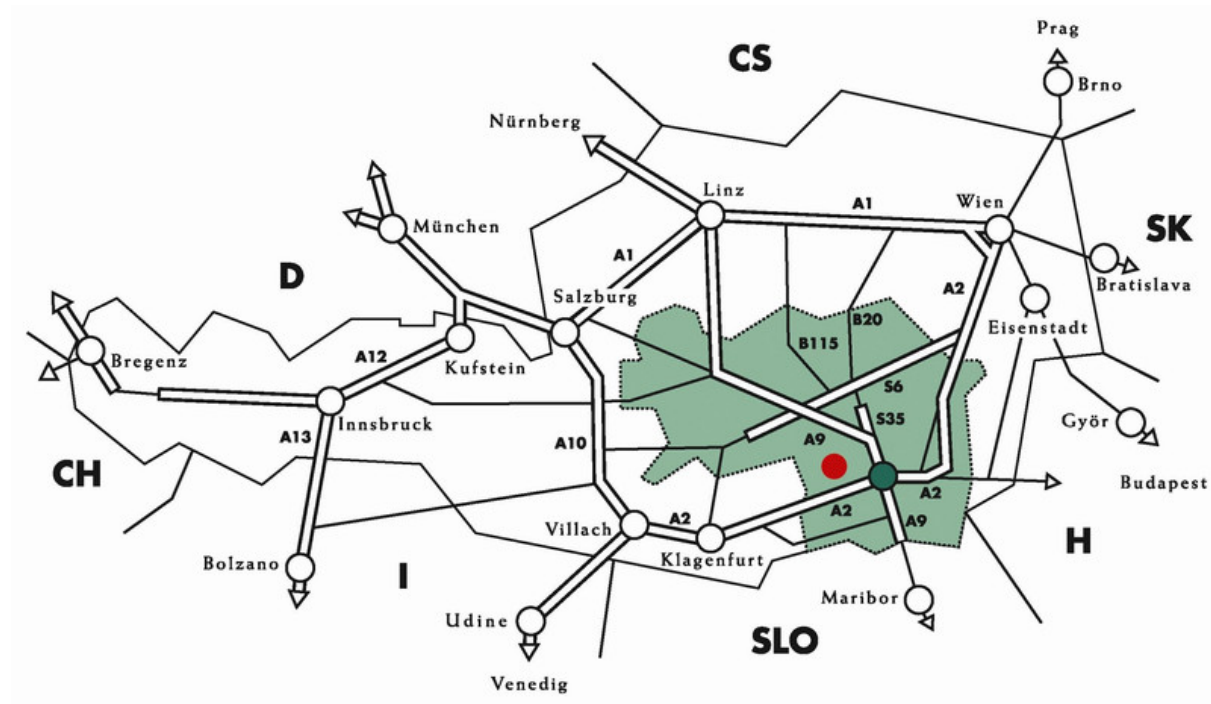 Prag
CS
Brno
Nürnberg
Linz
A1
Wien
SK
München
A1
D
Salzburg
A2
Bratislava
Eisenstadt
B20
B115
Bregenz
A12
Kufstein
S6
Innsbruck
A13
S35
Györ
A10
A9
CH
Budapest
A2
A2
A2
A9
Villach
Klagenfurt
H
Bolzano
I
Maribor
Udine
SLO
Venedig